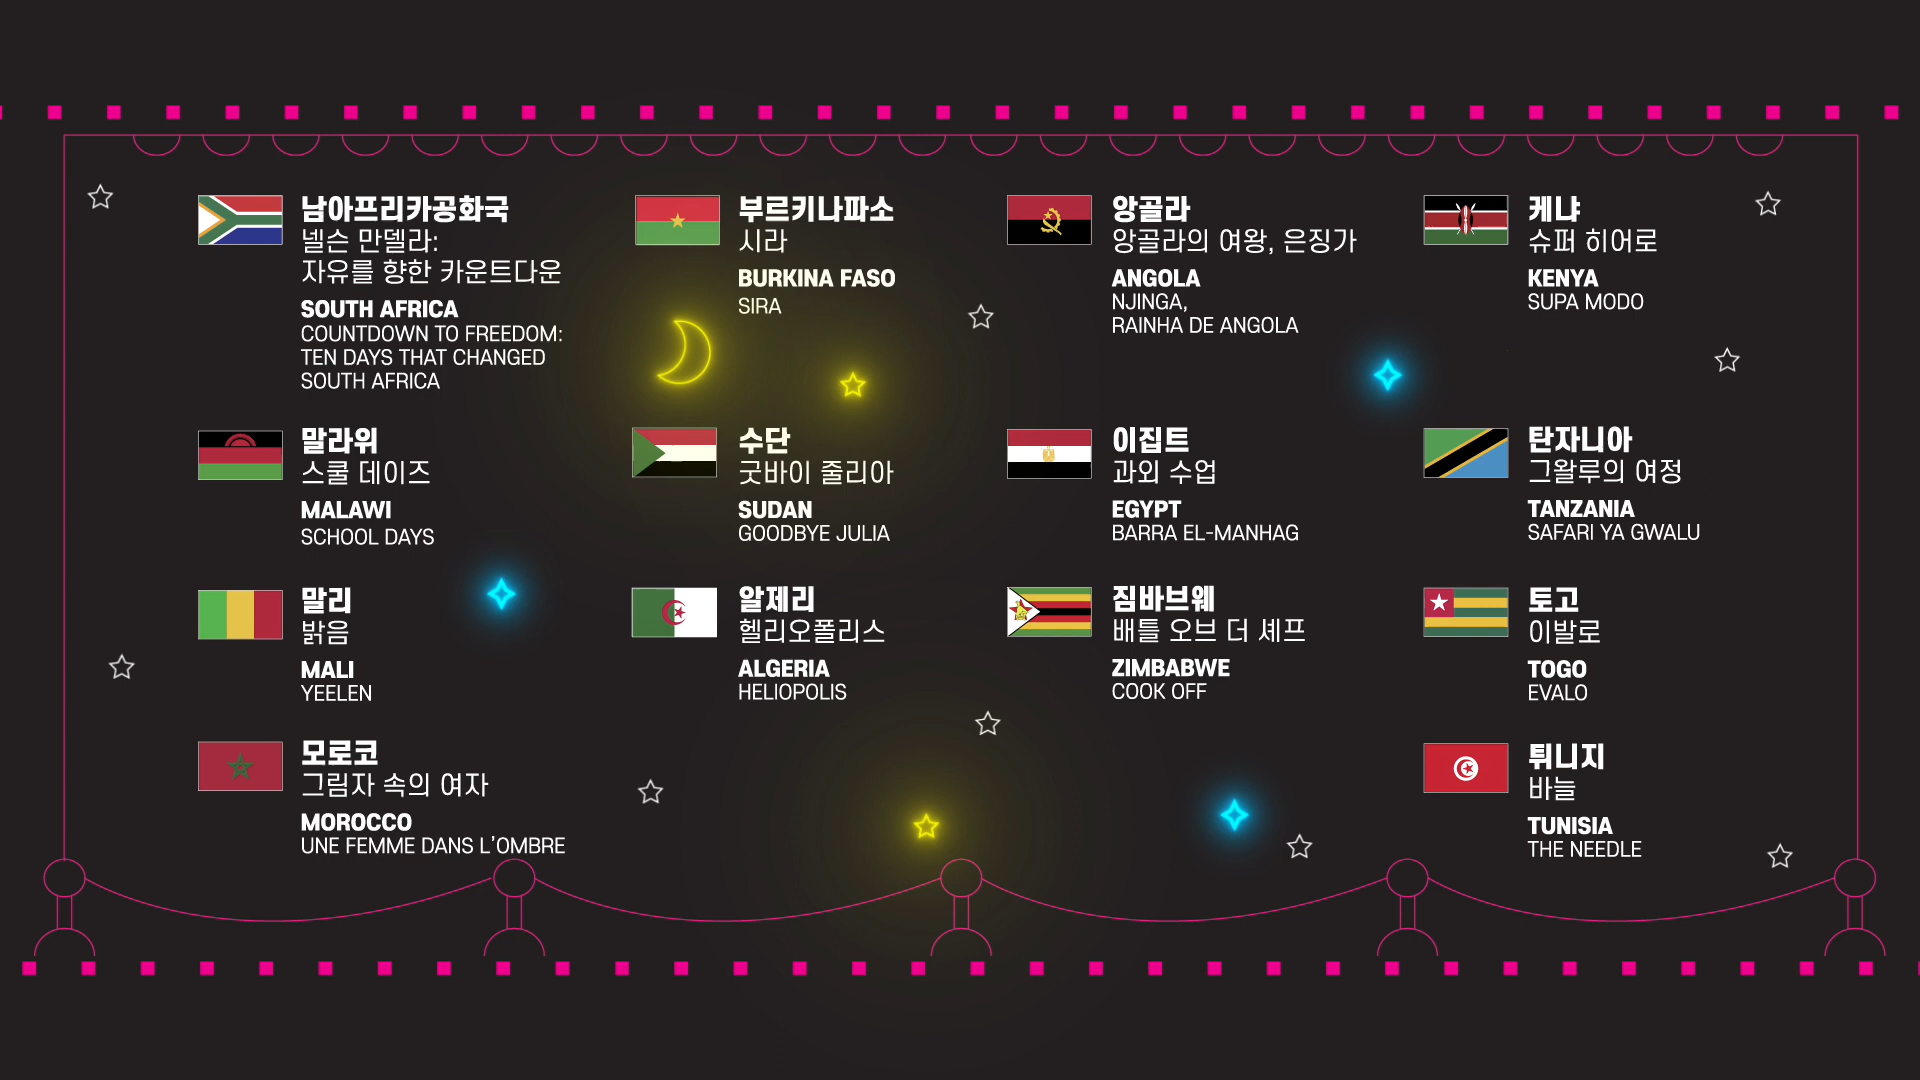 남아프리카공화국
넬슨 만델라:
자유를 향한 카운트다운
SOUTH AFRICA
COUNTDOWN TO FREEDOM:
TEN DAYS THAT CHANGED
SOUTH AFRICA
부르키나파소
시라
BURKINA FASO
SIRA
앙골라
앙골라의 여왕, 은징가
ANGOLA
NJINGA,
RAINHA DE ANGOLA
케냐
슈퍼 히어로
KENYA
SUPA MODO
말라위
스쿨 데이즈
MALAWI
SCHOOL DAYS
수단
굿바이 줄리아
SUDAN
GOODBYE JULIA
이집트
과외 수업
EGYPT
BARRA EL-MANHAG
탄자니아
그왈루의 여정
TANZANIA
SAFARI YA GWALU
말리
밝음
MALI
YEELEN
알제리
헬리오폴리스
ALGERIA
HELIOPOLIS
짐바브웨
배틀 오브 더 셰프
ZIMBABWE
COOK OFF
토고
이발로
TOGO
EVALO
모로코
그림자 속의 여자
MOROCCO
UNE FEMME DANS L'OMBRE
튀니지
바늘
TUNISIA
THE NEEDLE